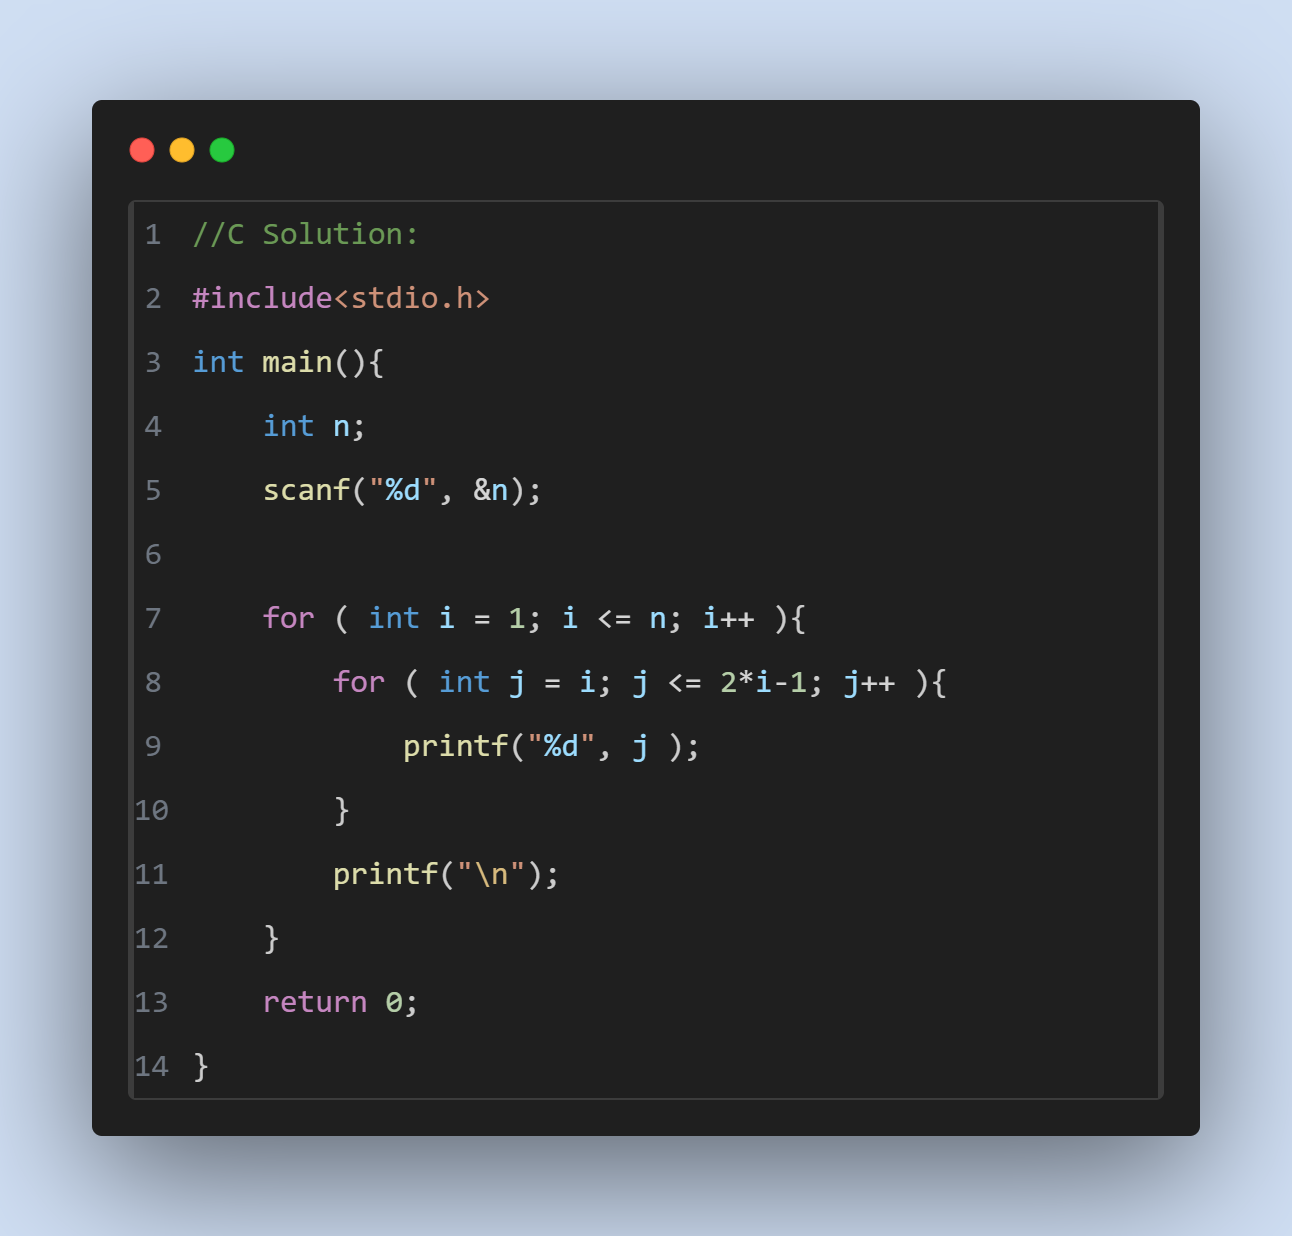 1 //C Solution:
2 #include<stdio.h>
3 int main(){
4     int n;
5     scanf("%d", &n);
6
7     for ( int i = 1; i <= n; i++ ){
8         for ( int j = i; j <= 2*i-1; j++ ){
9             printf("%d", j );
10         }
11         printf("\n");
12     }
13     return 0;
14 }